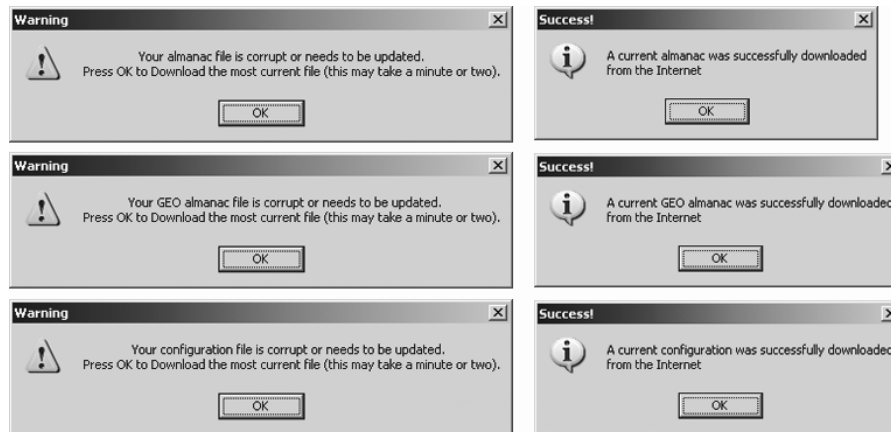 Warning
Your almanac file is corrupt or needs to be updated.
Press OK to Download the most current file (this may take a minute or two).
OK
Success!
A current almanac was successfully downloaded
from the Internet
OK
Warning
Your GEO almanac file is corrupt or needs to be updated.
Press OK to Download the most current file (this may take a minute or two).
OK
Success!
A current GEO almanac was successfully downloaded
from the Internet
OK
Warning
Your configuration file is corrupt or needs to be updated.
Press OK to Download the most current file (this may take a minute or two).
OK
Success!
A current configuration was successfully downloaded
from the Internet
OK